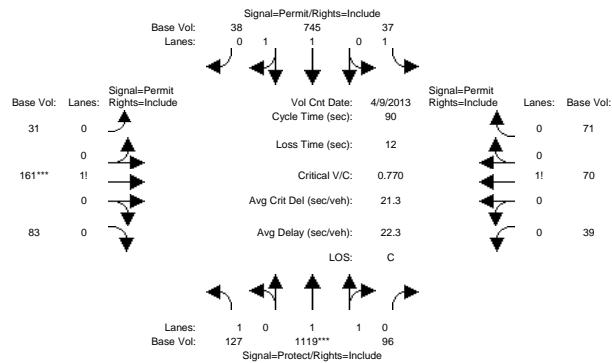 Signal=Permit/Rights=Include
Base Vol: 38 745 37
Lanes: 0 1 1 0 1
Signal=Permit
Base Vol: Lanes: Rights=Include
Vol Cnt Date: 4/9/2013
Signal=Permit
Rights=Include Lanes: Base Vol:
Cycle Time (sec): 90
31 0
0 71
Loss Time (sec): 12
0
0
161*** 1!
Critical V/C: 0.770
1! 70
0
Avg Crit Del (sec/veh): 21.3
0
83 0
Avg Delay (sec/veh): 22.3
0 39
LOS: C
Lanes: 1 0 1 1 0
Base Vol: 127 1119*** 96
Signal=Protect/Rights=Include